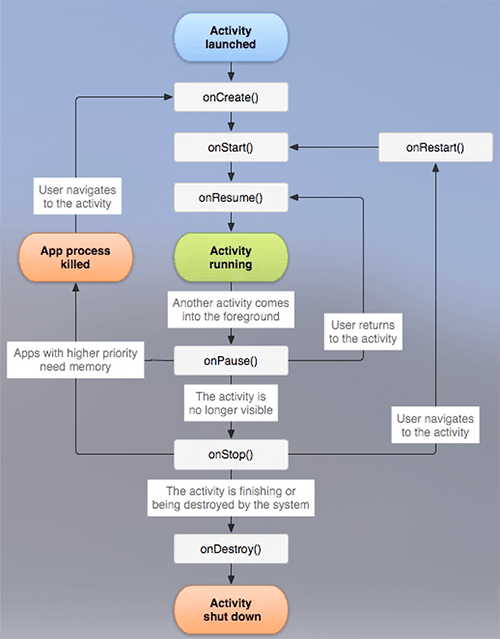 Activity
launched
onCreate()
onStart()
onRestart()
User navigates
to the activity
onResume()
App process
killed
Activity
running
Another activity comes
into the foreground
User returns
to the activity
Apps with higher priority
need memory
onPause()
The activity is
no longer visible
User navigates
to the activity
onStop()
The activity is finishing or
being destroyed by the system
onDestroy()
Activity
shut down